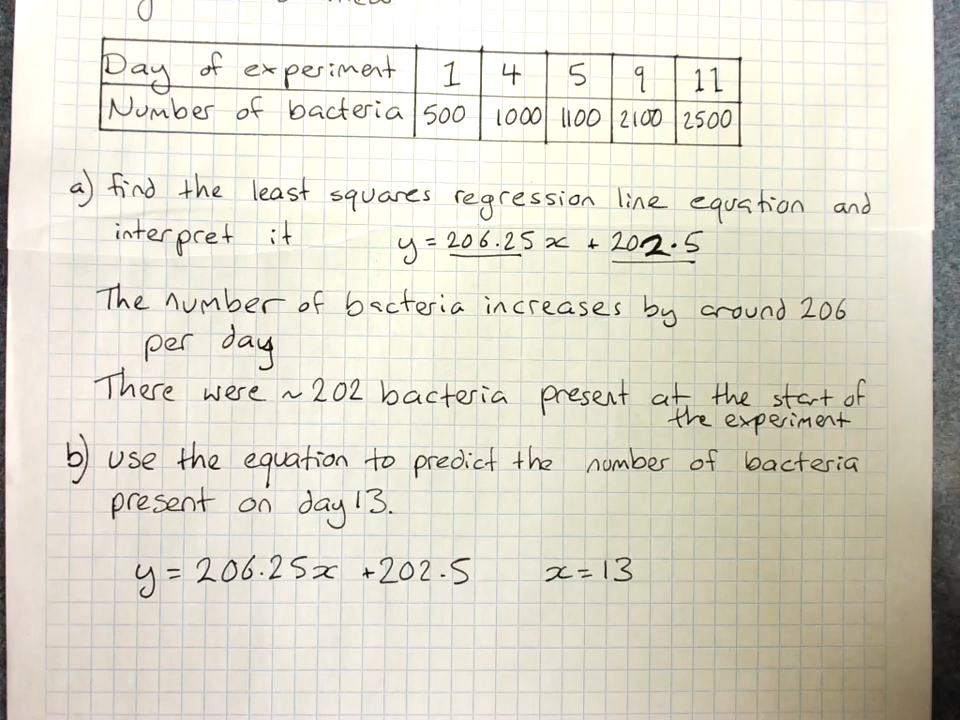 Day of experiment 1 4 5 9 11
Number of bacteria 500 1000 1100 2100 2500
a) find the least squares regression line equation and
interpret it y = 206.25x + 202.5
The number of bacteria increases by around 206
per day
There were ~ 202 bacteria present at the start of
the experiment
b) use the equation to predict the number of bacteria
present on day 13.
y = 206.25x + 202.5 x = 13